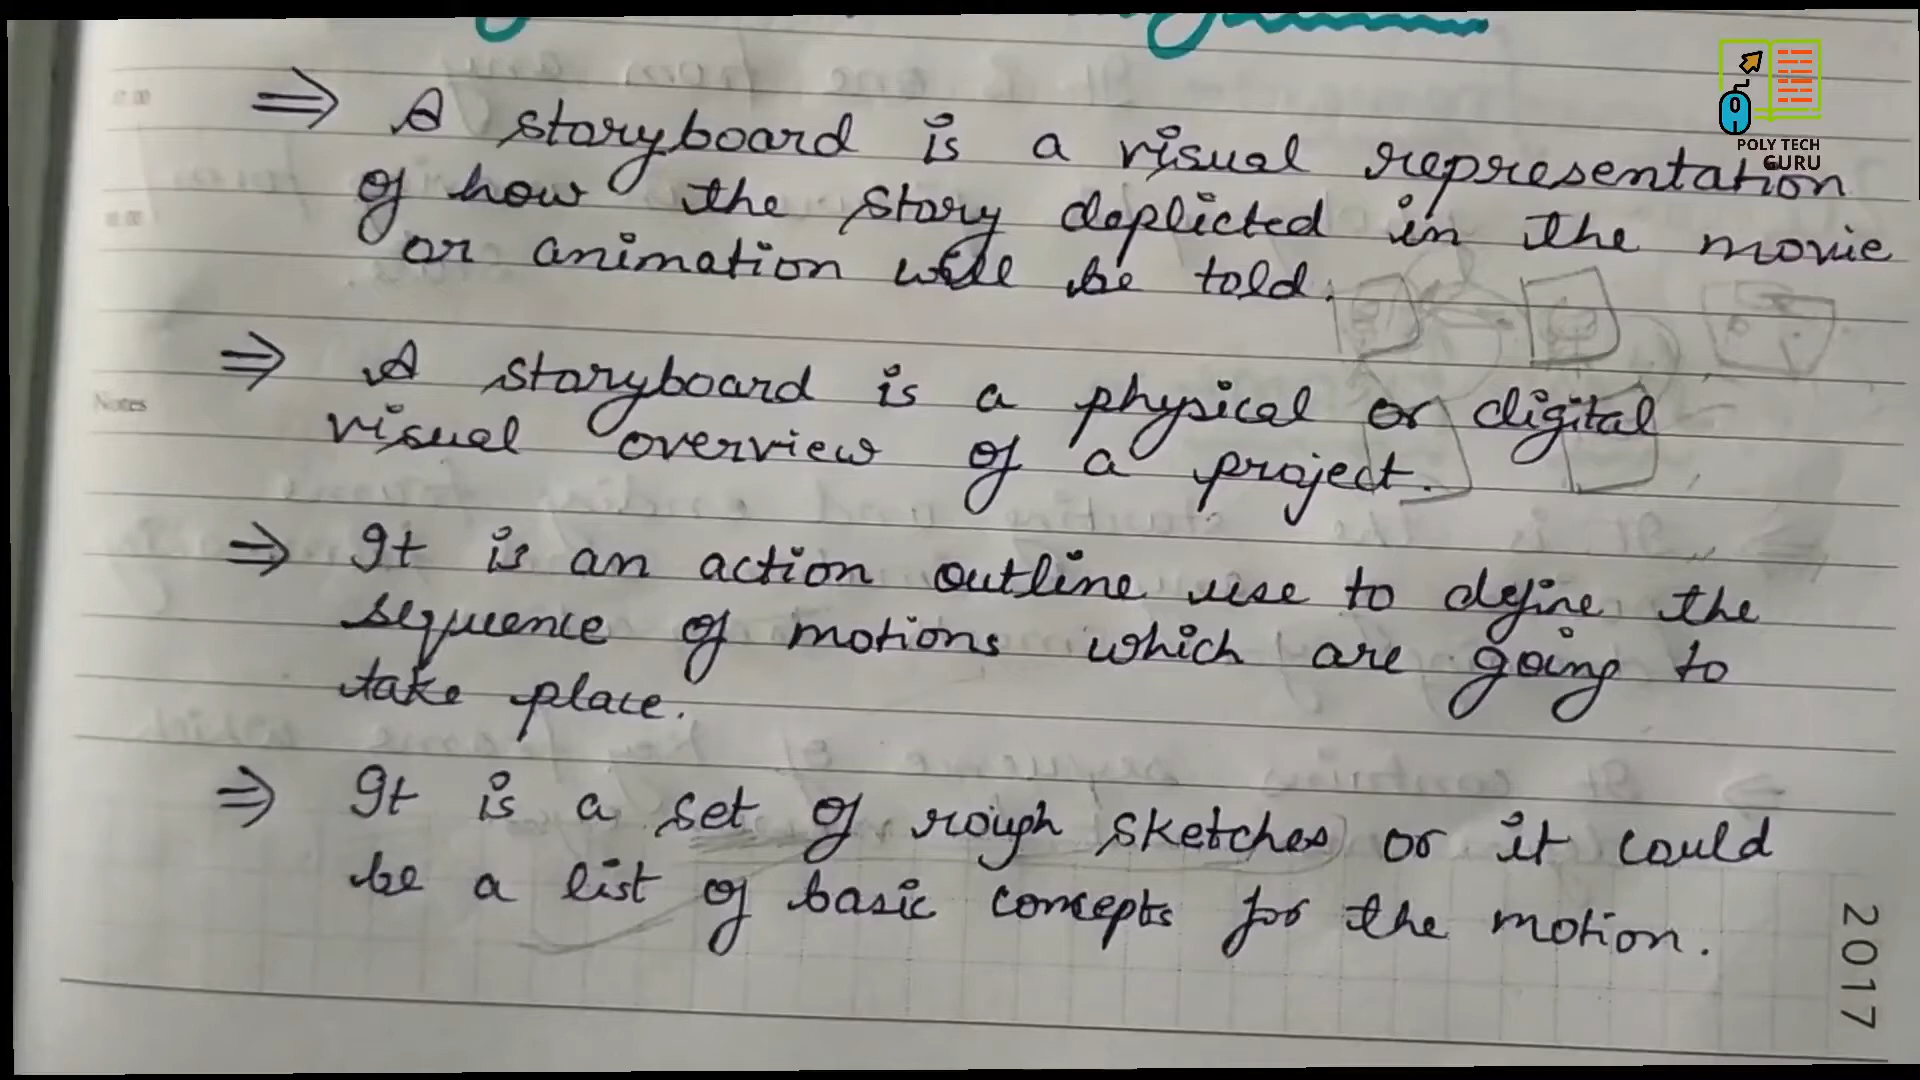 POLY TECH
GURU
⇒ A storyboard is a visual representation
of how the story deplicted in the movie
or animation will be told.
⇒ A storyboard is a physical or digital
visual overview of a project.
Notes
⇒ It is an action outline use to define the
sequence of motions which are going to
take place.
⇒ It is a set of rough sketches or it could
be a list of basic concepts for the motion.
2017